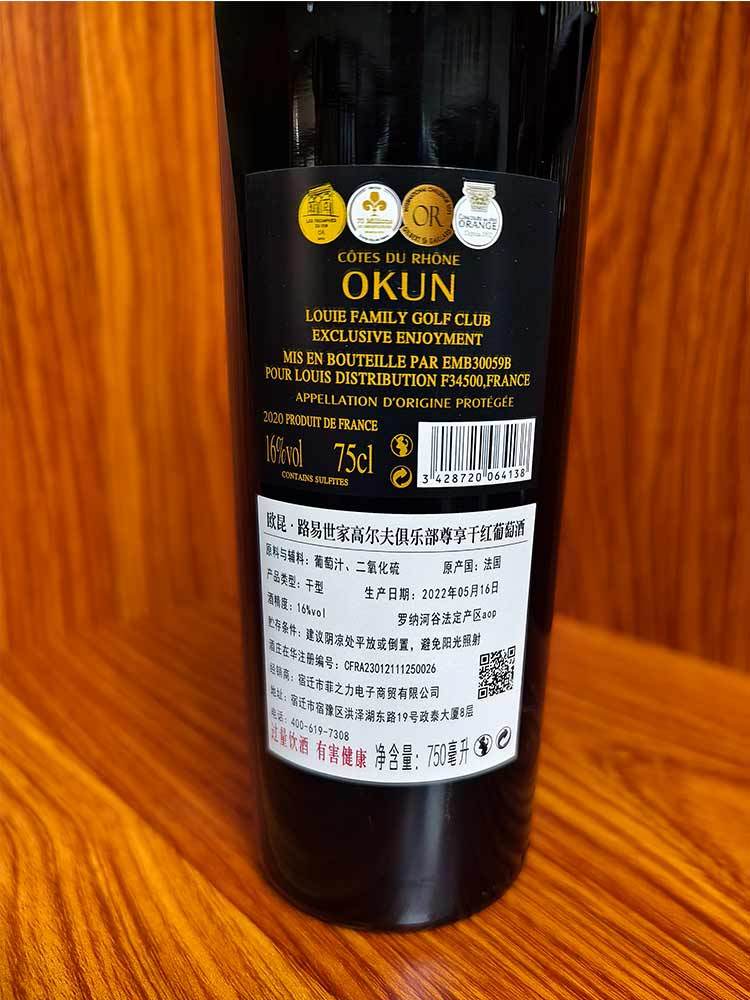 OR
ORANGE
CÔTES DU RHÔNE
OKUN
LOUIE FAMILY GOLF CLUB
EXCLUSIVE ENJOYMENT
MIS EN BOUTEILLE PAR EMB30059B
POUR LOUIS DISTRIBUTION F34500,FRANCE
APPELLATION D'ORIGINE PROTÉGÉE
2020 PRODUIT DE FRANCE
16%vol 75cl
CONTAINS SULFITES
3 428720 064138
欧昆·路易世家高尔夫俱乐部尊享干红葡萄酒
原料与辅料：葡萄汁、二氧化硫 原产国：法国
产品类型：干型 生产日期：2022年05月16日
酒精度：16%vol 罗纳河谷法定产区aop
贮存条件：建议阴凉处平放或倒置，避免阳光照射
酒庄在华注册编号：CFRA23012111250026
经销商：宿迁市菲之力电子商贸有限公司
地址：宿迁市宿豫区洪泽湖东路19号政泰大厦8层
电话：400-619-7308
过量饮酒 有害健康 净含量：750毫升